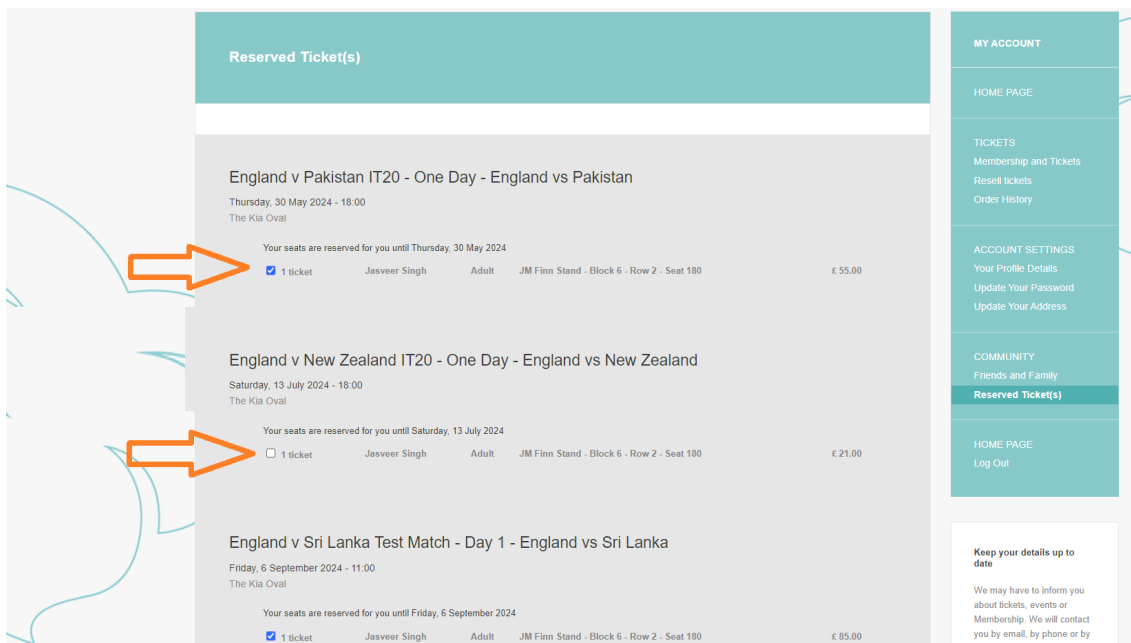 Reserved Ticket(s)
England v Pakistan IT20 - One Day - England vs Pakistan
Thursday, 30 May 2024 - 18:00
The Kia Oval
Your seats are reserved for you until Thursday, 30 May 2024
1 ticket Jasveer Singh Adult JM Finn Stand - Block 6 - Row 2 - Seat 180 £ 55.00
England v New Zealand IT20 - One Day - England vs New Zealand
Saturday, 13 July 2024 - 18:00
The Kia Oval
Your seats are reserved for you until Saturday, 13 July 2024
1 ticket Jasveer Singh Adult JM Finn Stand - Block 6 - Row 2 - Seat 180 £ 21.00
England v Sri Lanka Test Match - Day 1 - England vs Sri Lanka
Friday, 6 September 2024 - 11:00
The Kia Oval
Your seats are reserved for you until Friday, 6 September 2024
1 ticket Jasveer Singh Adult JM Finn Stand - Block 6 - Row 2 - Seat 180 £ 85.00
MY ACCOUNT
HOME PAGE
TICKETS
Membership and Tickets
Resell tickets
Order History
ACCOUNT SETTINGS
Your Profile Details
Update Your Password
Update Your Address
COMMUNITY
Friends and Family
Reserved Ticket(s)
HOME PAGE
Log Out
Keep your details up to
date
We may have to inform you
about tickets, events or
Membership. We will contact
you by email, by phone or by